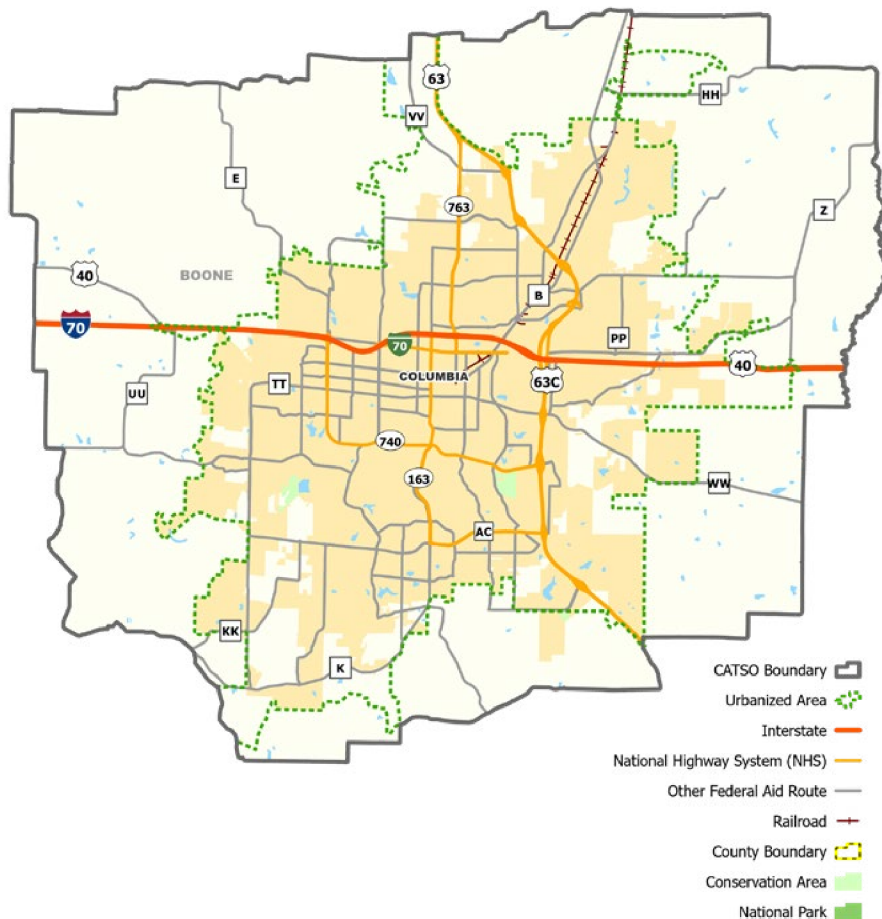 63
HH
VV
E
763
Z
40
BOONE
B
70
70
PP
COLUMBIA
40
63C
UU
TT
740
163
WW
AC
KK
K
CATSO Boundary
Urbanized Area
Interstate
National Highway System (NHS)
Other Federal Aid Route
Railroad
County Boundary
Conservation Area
National Park